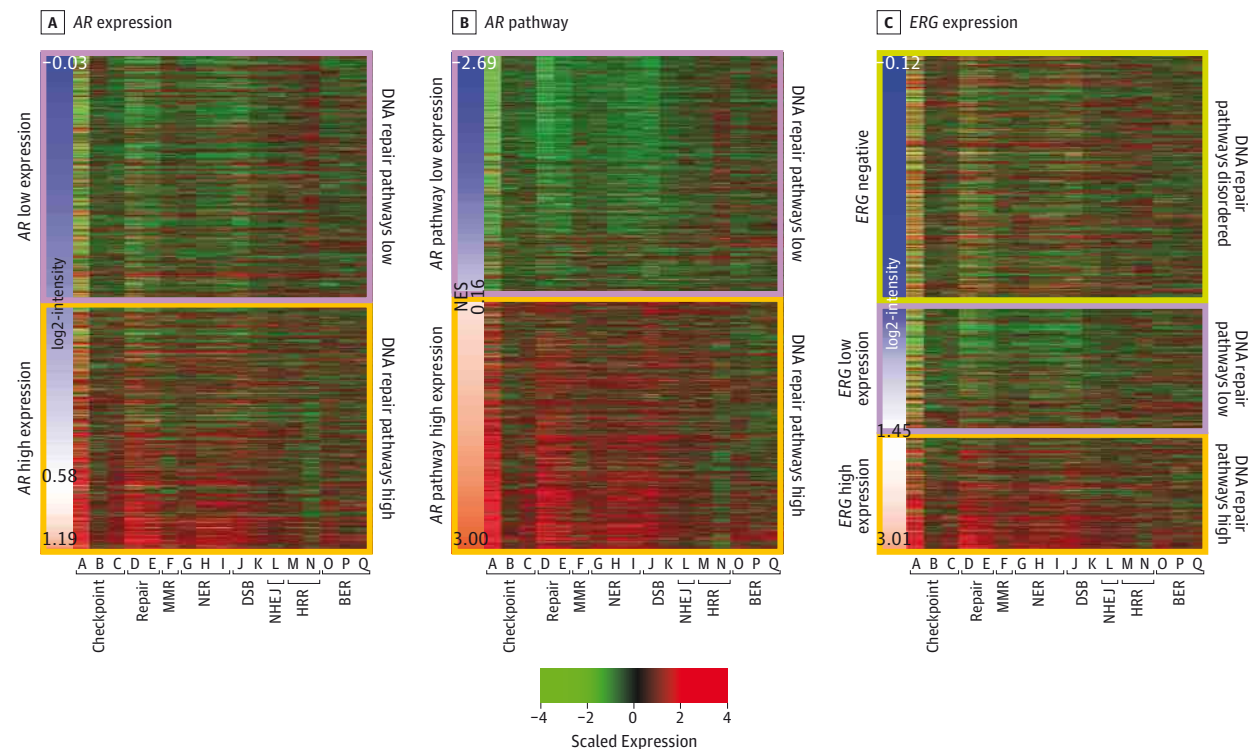 A AR expression
AR low expression
AR high expression
−0.03
log2-intensity
0.58
1.19
DNA repair pathways low
DNA repair pathways high
A B C D E F G H I J K L M N O P Q
Checkpoint
Repair
MMR
NER
DSB
NHEJ
HRR
BER
B AR pathway
AR pathway low expression
AR pathway high expression
−2.69
NES
0.16
3.00
DNA repair pathways low
DNA repair pathways high
A B C D E F G H I J K L M N O P Q
Checkpoint
Repair
MMR
NER
DSB
NHEJ
HRR
BER
C ERG expression
ERG negative
ERG low
expression
ERG high
expression
−0.12
log2-intensity
1.45
3.01
DNA repair
pathways disordered
DNA repair
pathways low
DNA repair
pathways high
A B C D E F G H I J K L M N O P Q
Checkpoint
Repair
MMR
NER
DSB
NHEJ
HRR
BER
−4 −2 0 2 4
Scaled Expression